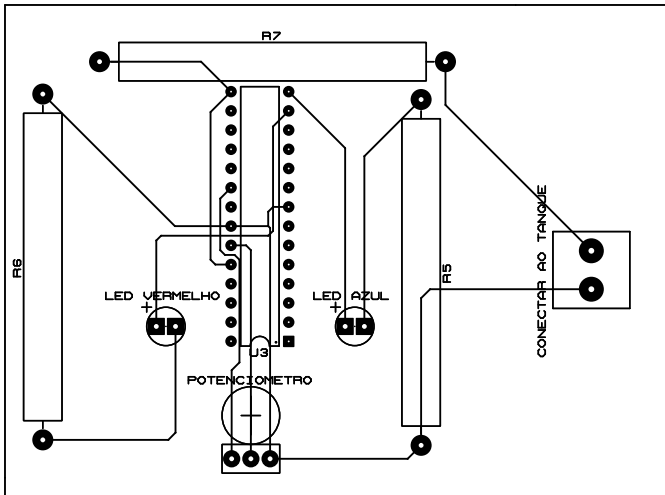 R7
R6
LED VERMELHO
+
LED AZUL
+
R5
CONECTAR AO TANQUE
U3
POTENCIOMETRO